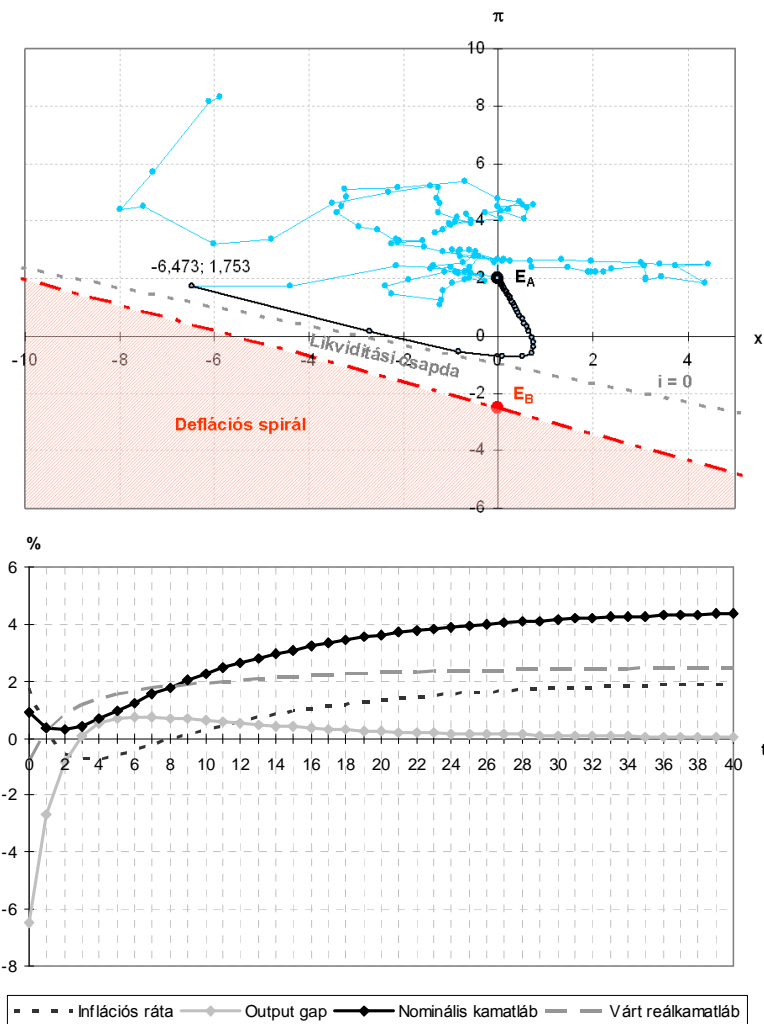 π
10
8
6
4
2
0
-2
-4
-6
-10
-8
-6
-4
-2
0
2
4
x
-6,473; 1,753
E_A
Likviditási csapda
i = 0
E_B
Deflációs spirál
%
6
4
2
0
-2
-4
-6
-8
0 2 4 6 8 10 12 14 16 18 20 22 24 26 28 30 32 34 36 38 40
t
Inflációs ráta Output gap Nominális kamatláb Várt reálkamatláb